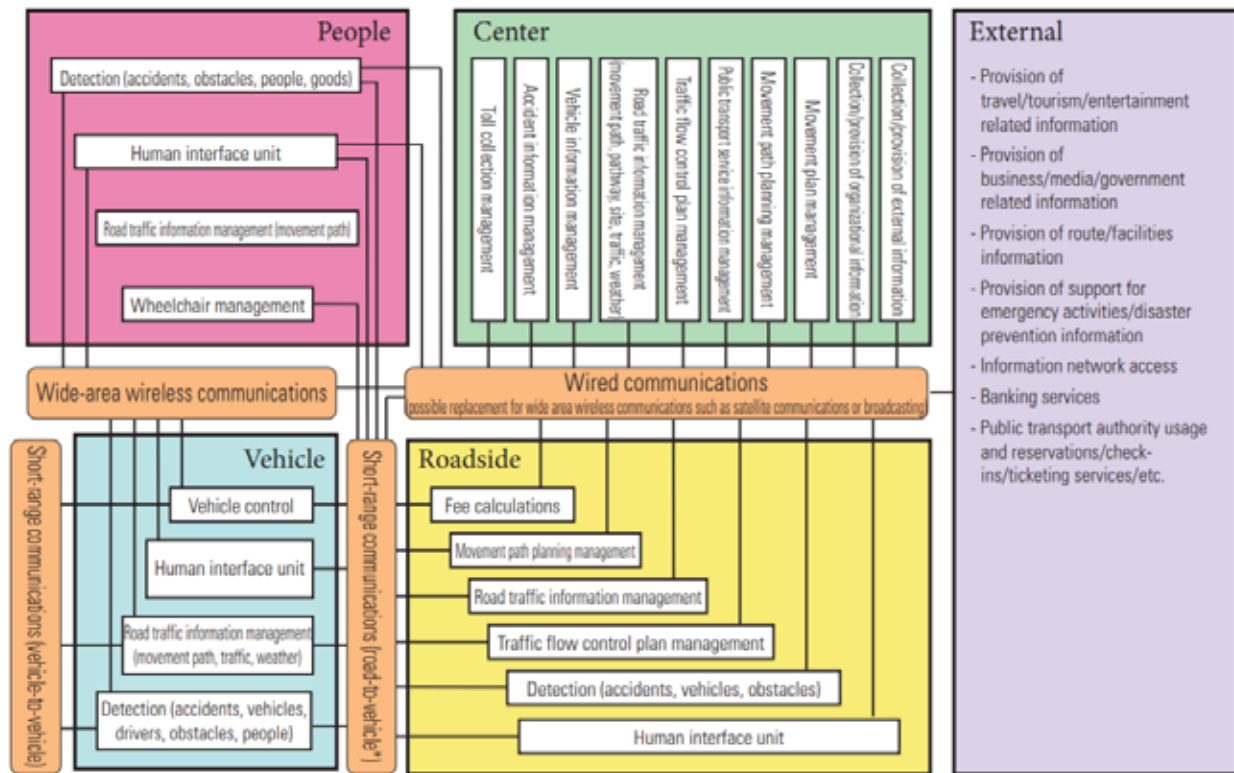 People
Detection (accidents, obstacles, people, goods)
Human interface unit
Road traffic information management (movement path)
Wheelchair management
Center
Toll collection management
Accident information management
Vehicle information management
Road traffic information management
(movement path, pathway, site, traffic, weather)
Traffic flow control plan management
Public transport service information management
Movement path planning management
Movement plan management
Collection/provision of organizational information
Collection/provision of external information
External
- Provision of
travel/tourism/entertainment
related information
- Provision of
business/media/government
related information
- Provision of route/facilities
information
- Provision of support for
emergency activities/disaster
prevention information
- Information network access
- Banking services
- Public transport authority usage
and reservations/check-
ins/ticketing services/etc.
Wide-area wireless communications
Wired communications
possible replacement for wide area wireless communications such as satellite communications or broadcasting)
Short-range communications (vehicle-to-vehicle)
Vehicle
Vehicle control
Human interface unit
Road traffic information management
(movement path, traffic, weather)
Detection (accidents, vehicles,
drivers, obstacles, people)
Short-range communications (road-to-vehicle*)
Roadside
Fee calculations
Movement path planning management
Road traffic information management
Traffic flow control plan management
Detection (accidents, vehicles, obstacles)
Human interface unit